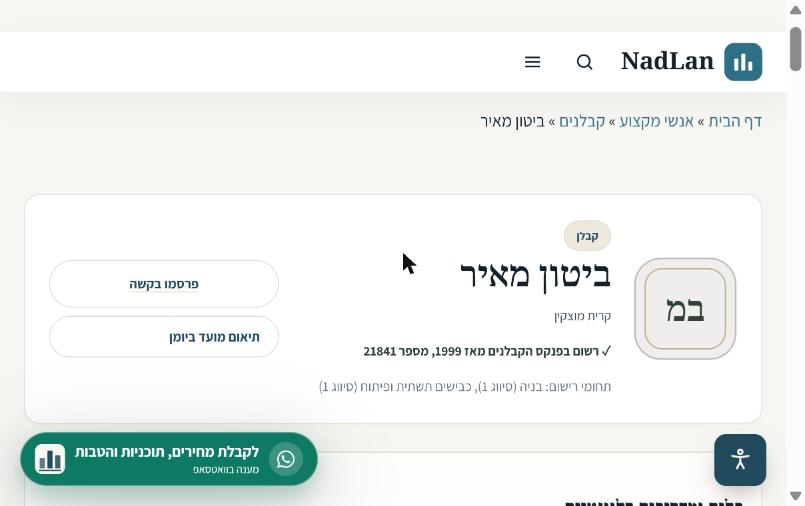 NadLan
דף הבית » אנשי מקצוע » קבלנים » ביטון מאיר
קבלן
ביטון מאיר
במ
קרית מוצקין
✓ רשום בפנקס הקבלנים מאז 1999, מספר 21841
תחומי רישום: בניה (סיווג 1), כבישים תשתית ופיתוח (סיווג 1)
פרסמו בקשה
תיאום מועד ביומן
לקבלת מחירים, תוכניות והטבות
מענה בוואטסאפ